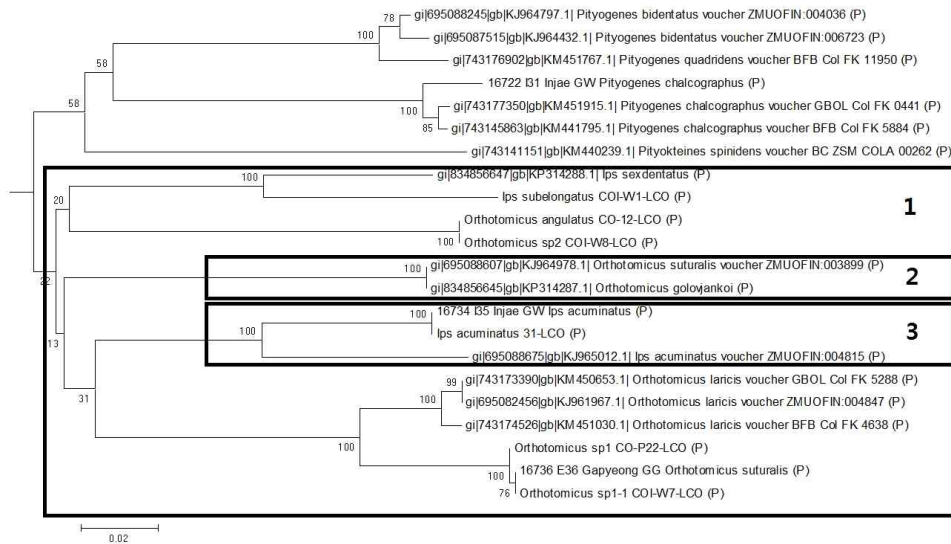 78
gi|695088245|gb|KJ964797.1| Pityogenes bidentatus voucher ZMUOFIN:004036 (P)
100
gi|695087515|gb|KJ964432.1| Pityogenes bidentatus voucher ZMUOFIN:006723 (P)
58
gi|743176902|gb|KM451767.1| Pityogenes quadridens voucher BFB Col FK 11950 (P)
16722 I31 Injae GW Pityogenes chalcographus (P)
58
100
gi|743177350|gb|KM451915.1| Pityogenes chalcographus voucher GBOL Col FK 0441 (P)
85
gi|743145863|gb|KM441795.1| Pityogenes chalcographus voucher BFB Col FK 5884 (P)
gi|743141151|gb|KM440239.1| Pityokteines spinidens voucher BC ZSM COLA 00262 (P)
100
gi|834856647|gb|KP314288.1| Ips sexdentatus (P)
20
Ips subelongatus COI-W1-LCO (P)
1
Orthotomicus angulatus CO-12-LCO (P)
100
Orthotomicus sp2 COI-W8-LCO (P)
22
100
gi|695088607|gb|KJ964978.1| Orthotomicus suturalis voucher ZMUOFIN:003899 (P)
2
gi|834856645|gb|KP314287.1| Orthotomicus golovjankoi (P)
100
16734 I35 Injae GW Ips acuminatus (P)
13
100
Ips acuminatus 31-LCO (P)
3
gi|695088675|gb|KJ965012.1| Ips acuminatus voucher ZMUOFIN:004815 (P)
31
99
gi|743173390|gb|KM450653.1| Orthotomicus laricis voucher GBOL Col FK 5288 (P)
100
gi|695082456|gb|KJ961967.1| Orthotomicus laricis voucher ZMUOFIN:004847 (P)
gi|743174526|gb|KM451030.1| Orthotomicus laricis voucher BFB Col FK 4638 (P)
100
Orthotomicus sp1 CO-P22-LCO (P)
100
16736 E36 Gapyeong GG Orthotomicus suturalis (P)
76
Orthotomicus sp1-1 COI-W7-LCO (P)
0.02